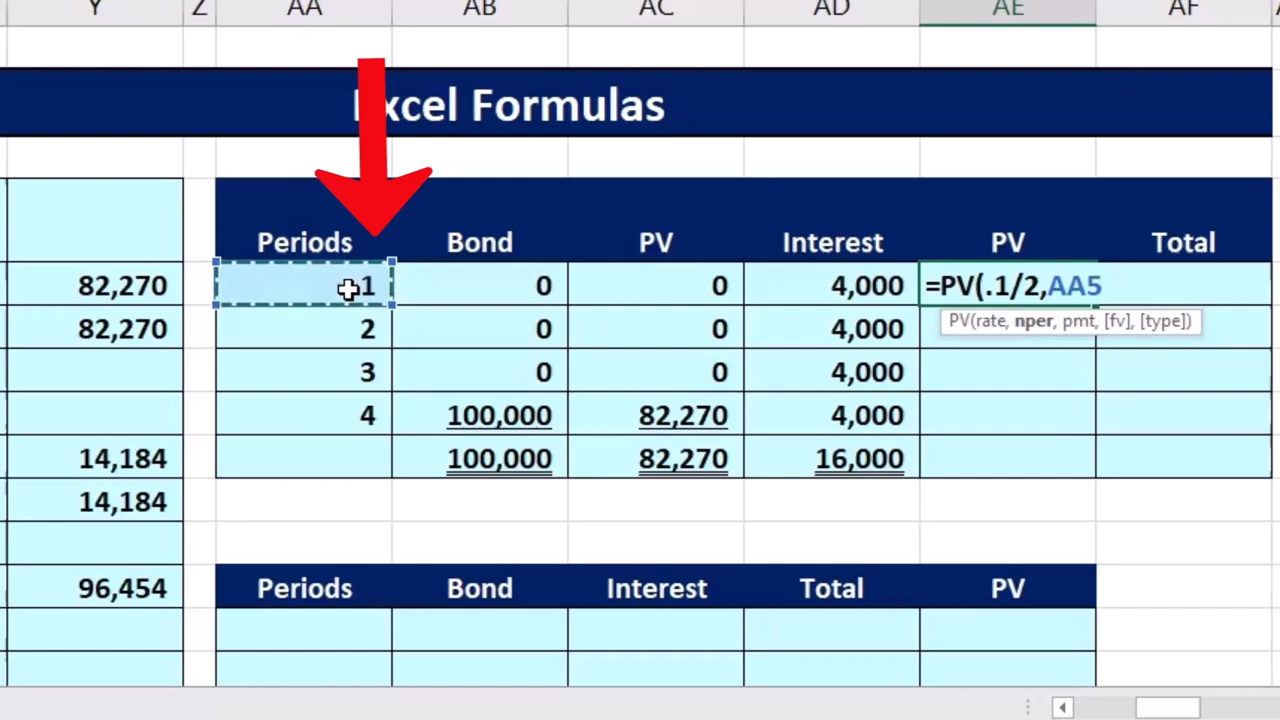 Y Z AA AB AC AD AE AF
Excel Formulas
Periods Bond PV Interest PV Total
82,270 1 0 0 4,000 =PV(.1/2,AA5
PV(rate, nper, pmt, [fv], [type])
82,270 2 0 0 4,000
3 0 0 4,000
4 100,000 82,270 4,000
14,184 100,000 82,270 16,000
14,184
96,454 Periods Bond Interest Total PV